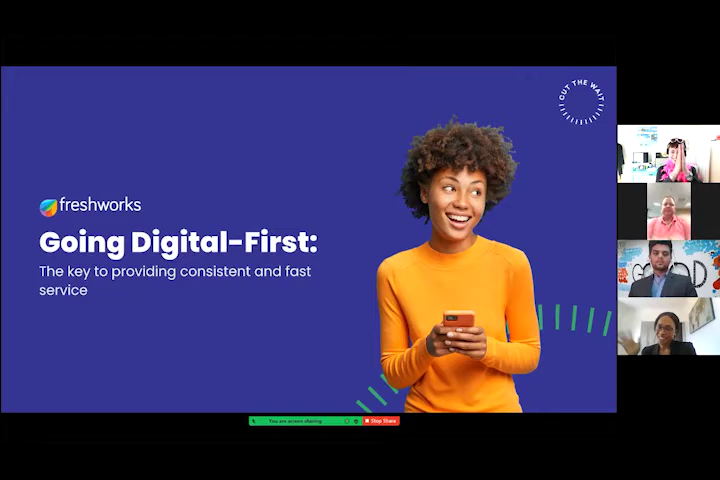 CUT THE WAIT
freshworks
Going Digital-First:
The key to providing consistent and fast
service
You are screen sharing
Stop Share